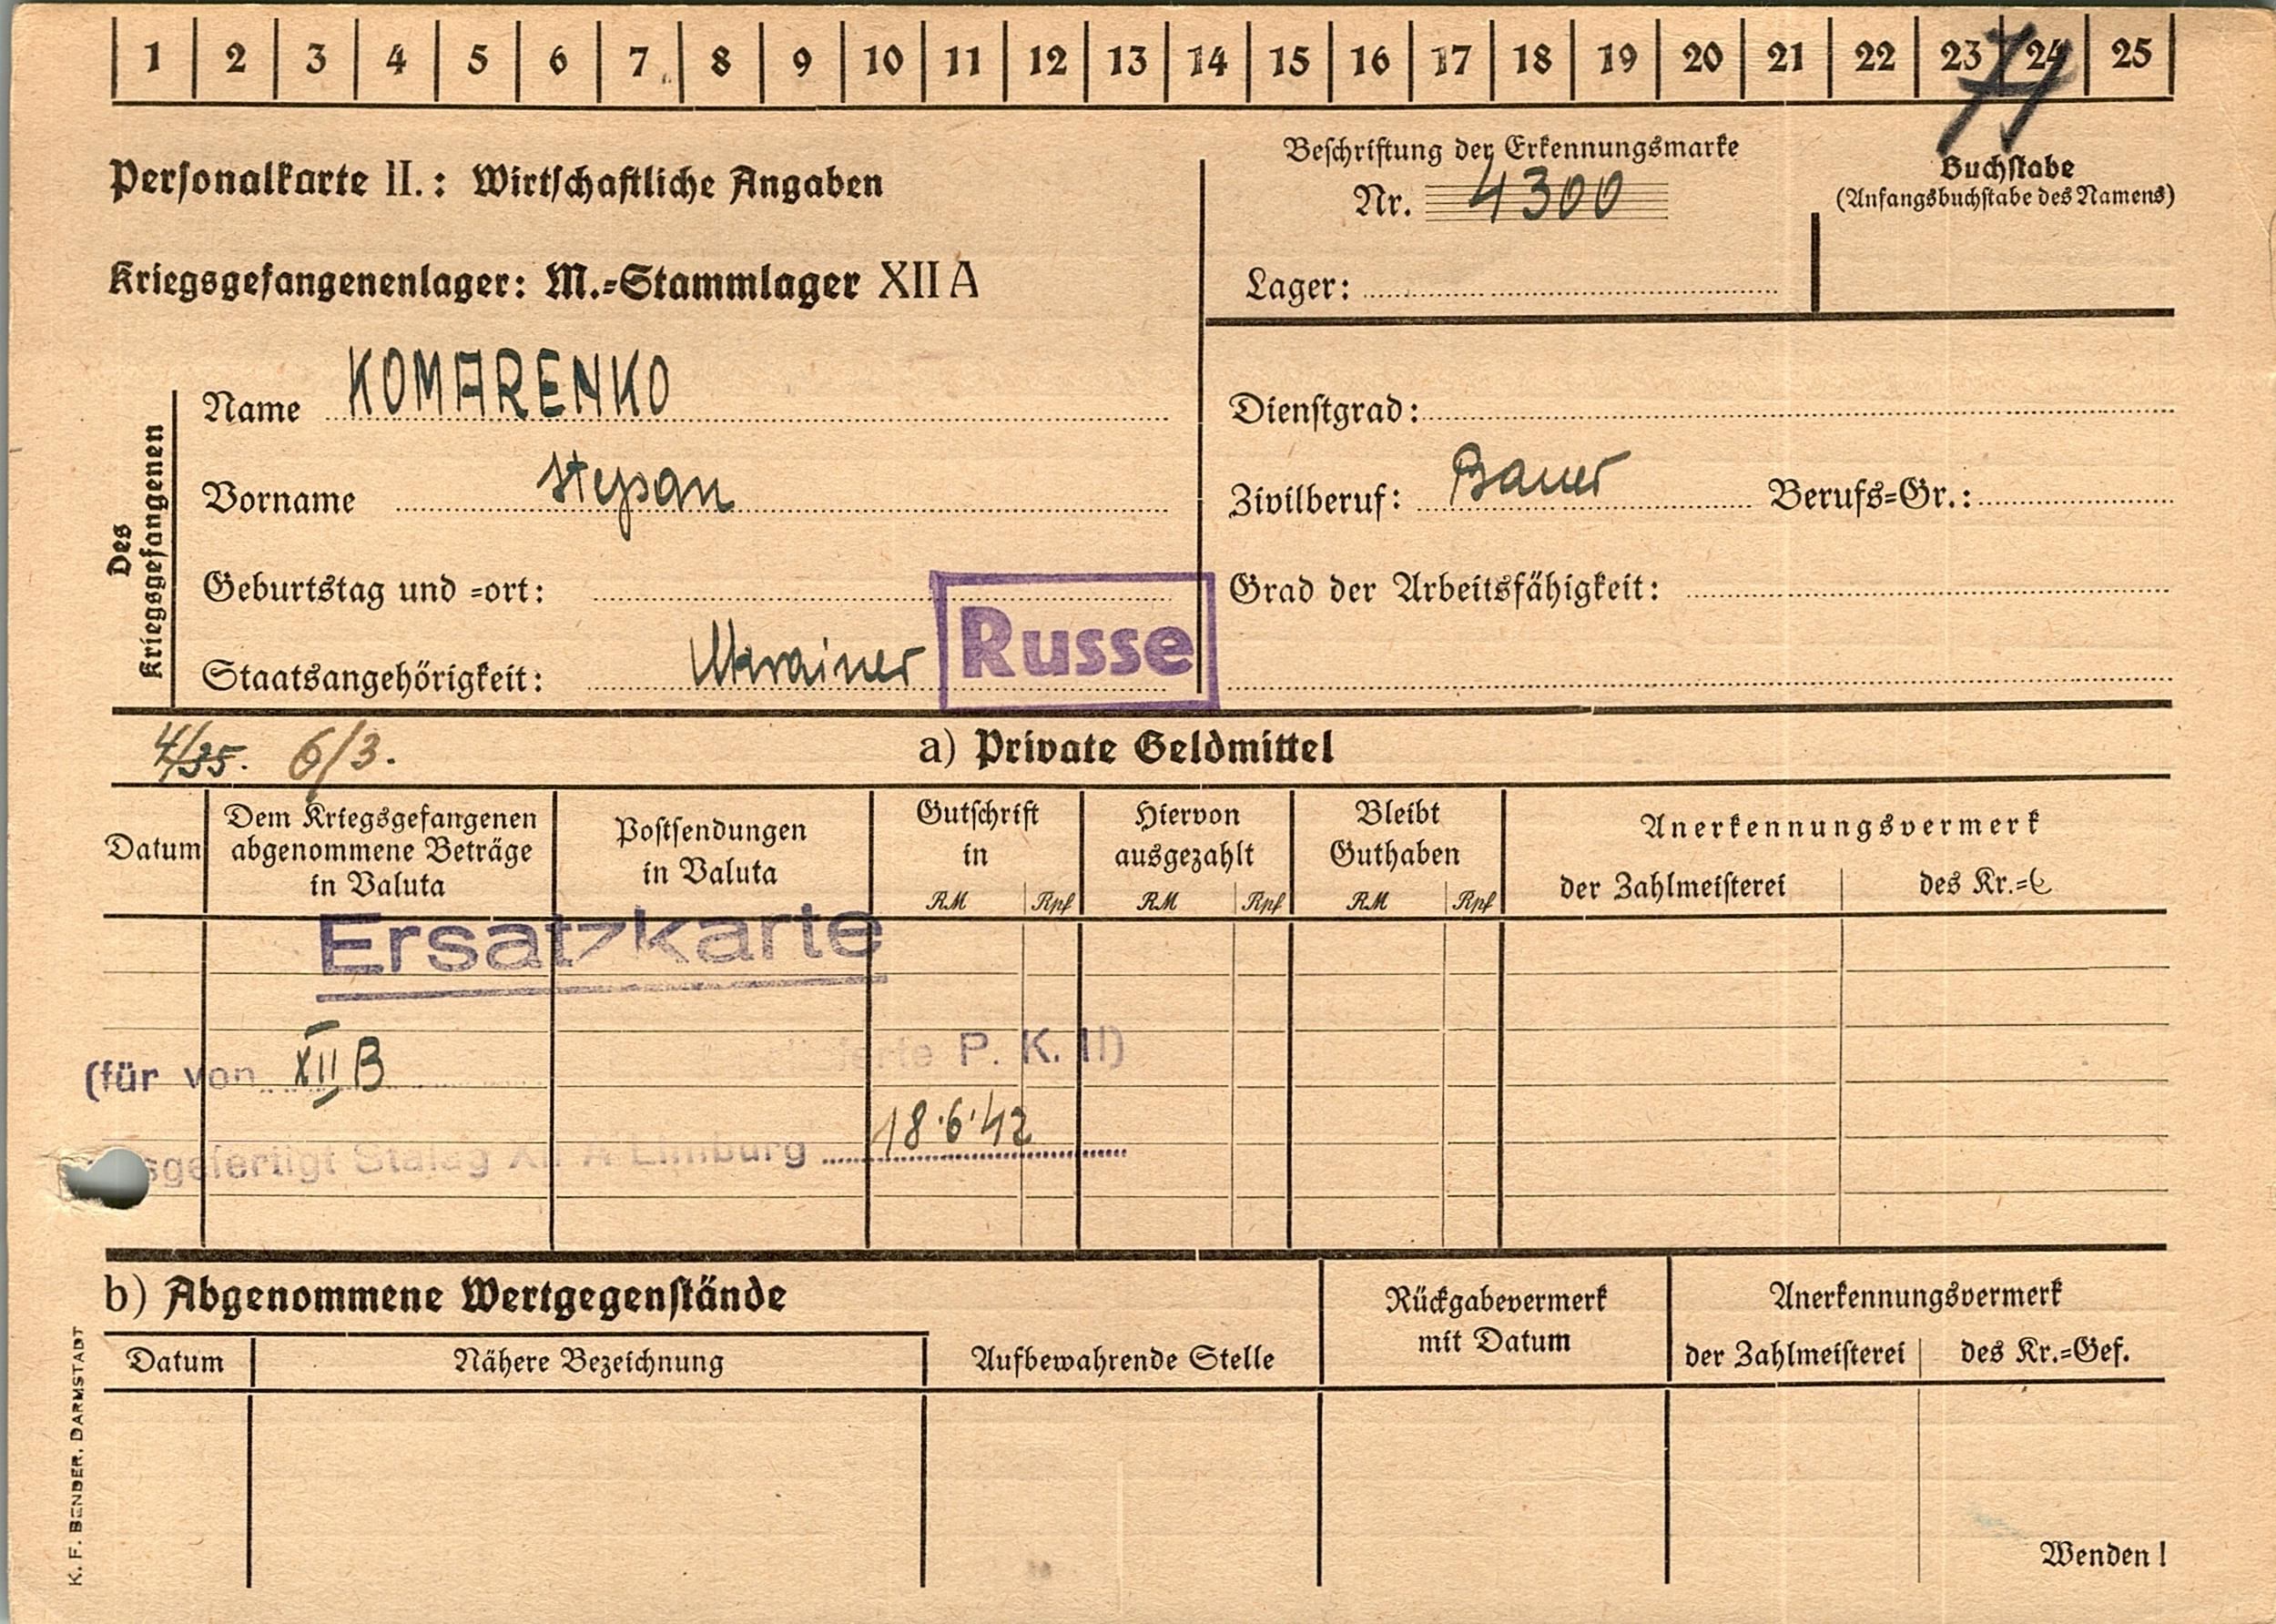 1 2 3 4 5 6 7 8 9 10 11 12 13 14 15 16 17 18 19 20 21 22 23 24 25
Personalkarte II.: Wirtschaftliche Angaben
Beschriftung der Erkennungsmarke
Nr. 4300
Buchstabe
(Anfangsbuchstabe des Namens)
Kriegsgefangenenlager: M.-Stammlager XII A
Lager:
Des
Kriegsgefangenen
Name KOMARENKO
Dienstgrad:
Vorname Stepan
Zivilberuf: Bauer Berufs-Gr.:
Geburtstag und -ort:
Grad der Arbeitsfähigkeit:
Staatsangehörigkeit: Ukrainer
Russe
4/35. 6/3.
a) Private Geldmittel
Datum
Dem Kriegsgefangenen
abgenommene Beträge
in Valuta
Postsendungen
in Valuta
Gutschrift
in
RM Rpf
Hiervon
ausgezahlt
RM Rpf
Bleibt
Guthaben
RM Rpf
Anerkennungsvermerk
der Zahlmeisterei des Kr.-G
Ersatzkarte
(für von XII B P. K. II)
sgefertigt Stalag XII A Limburg 18.6.42
b) Abgenommene Wertgegenstände
Datum
Nähere Bezeichnung
Aufbewahrende Stelle
Rückgabevermerk
mit Datum
Anerkennungsvermerk
der Zahlmeisterei des Kr.-Gef.
K. F. BENDER, DARMSTADT
Wenden!